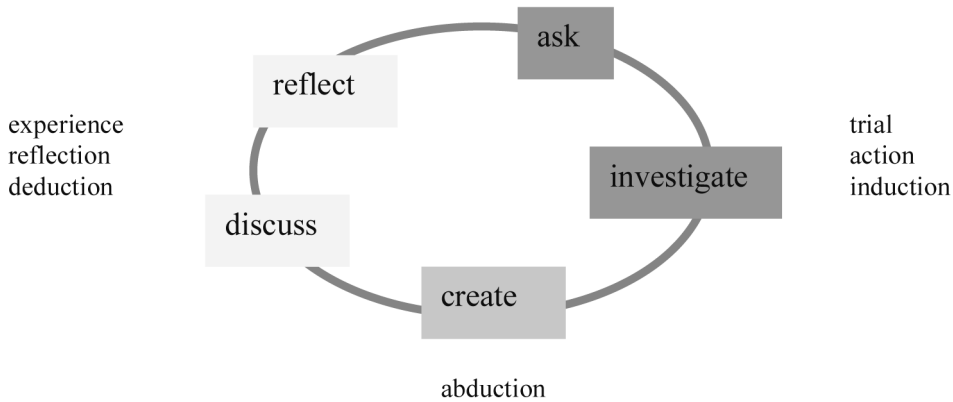 ask
reflect
experience
reflection
deduction
trial
action
induction
investigate
discuss
create
abduction